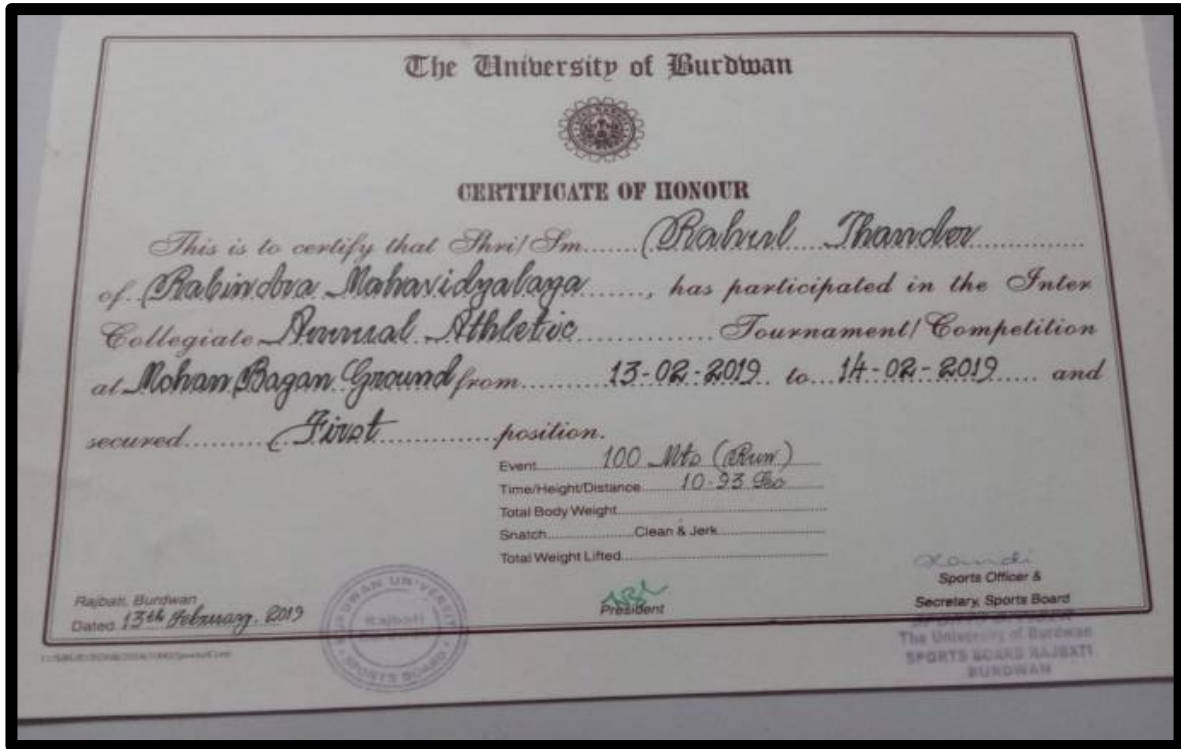 The University of Burdwan
CERTIFICATE OF HONOUR
This is to certify that Shri/Sm...... Rahul Thander
of Rabindra Mahavidyalaya ......, has participated in the Inter
Collegiate Annual Athletic ............ Tournament/Competition
at Mohan Bagan Ground from ......... 13-02-2019 to 14-02-2019 ..... and
secured ......... First ............ position.
Event ......... 100 Mts (Run)
Time/Height/Distance ....... 10-93 Sec
Total Body Weight
Snatch ............ Clean & Jerk
Total Weight Lifted
Sports Officer &
Rajbati, Burdwan
President
Secretary, Sports Board
Dated 13th February, 2019
The University of Burdwan
SPORTS BOARD RAJBATI
BURDWAN